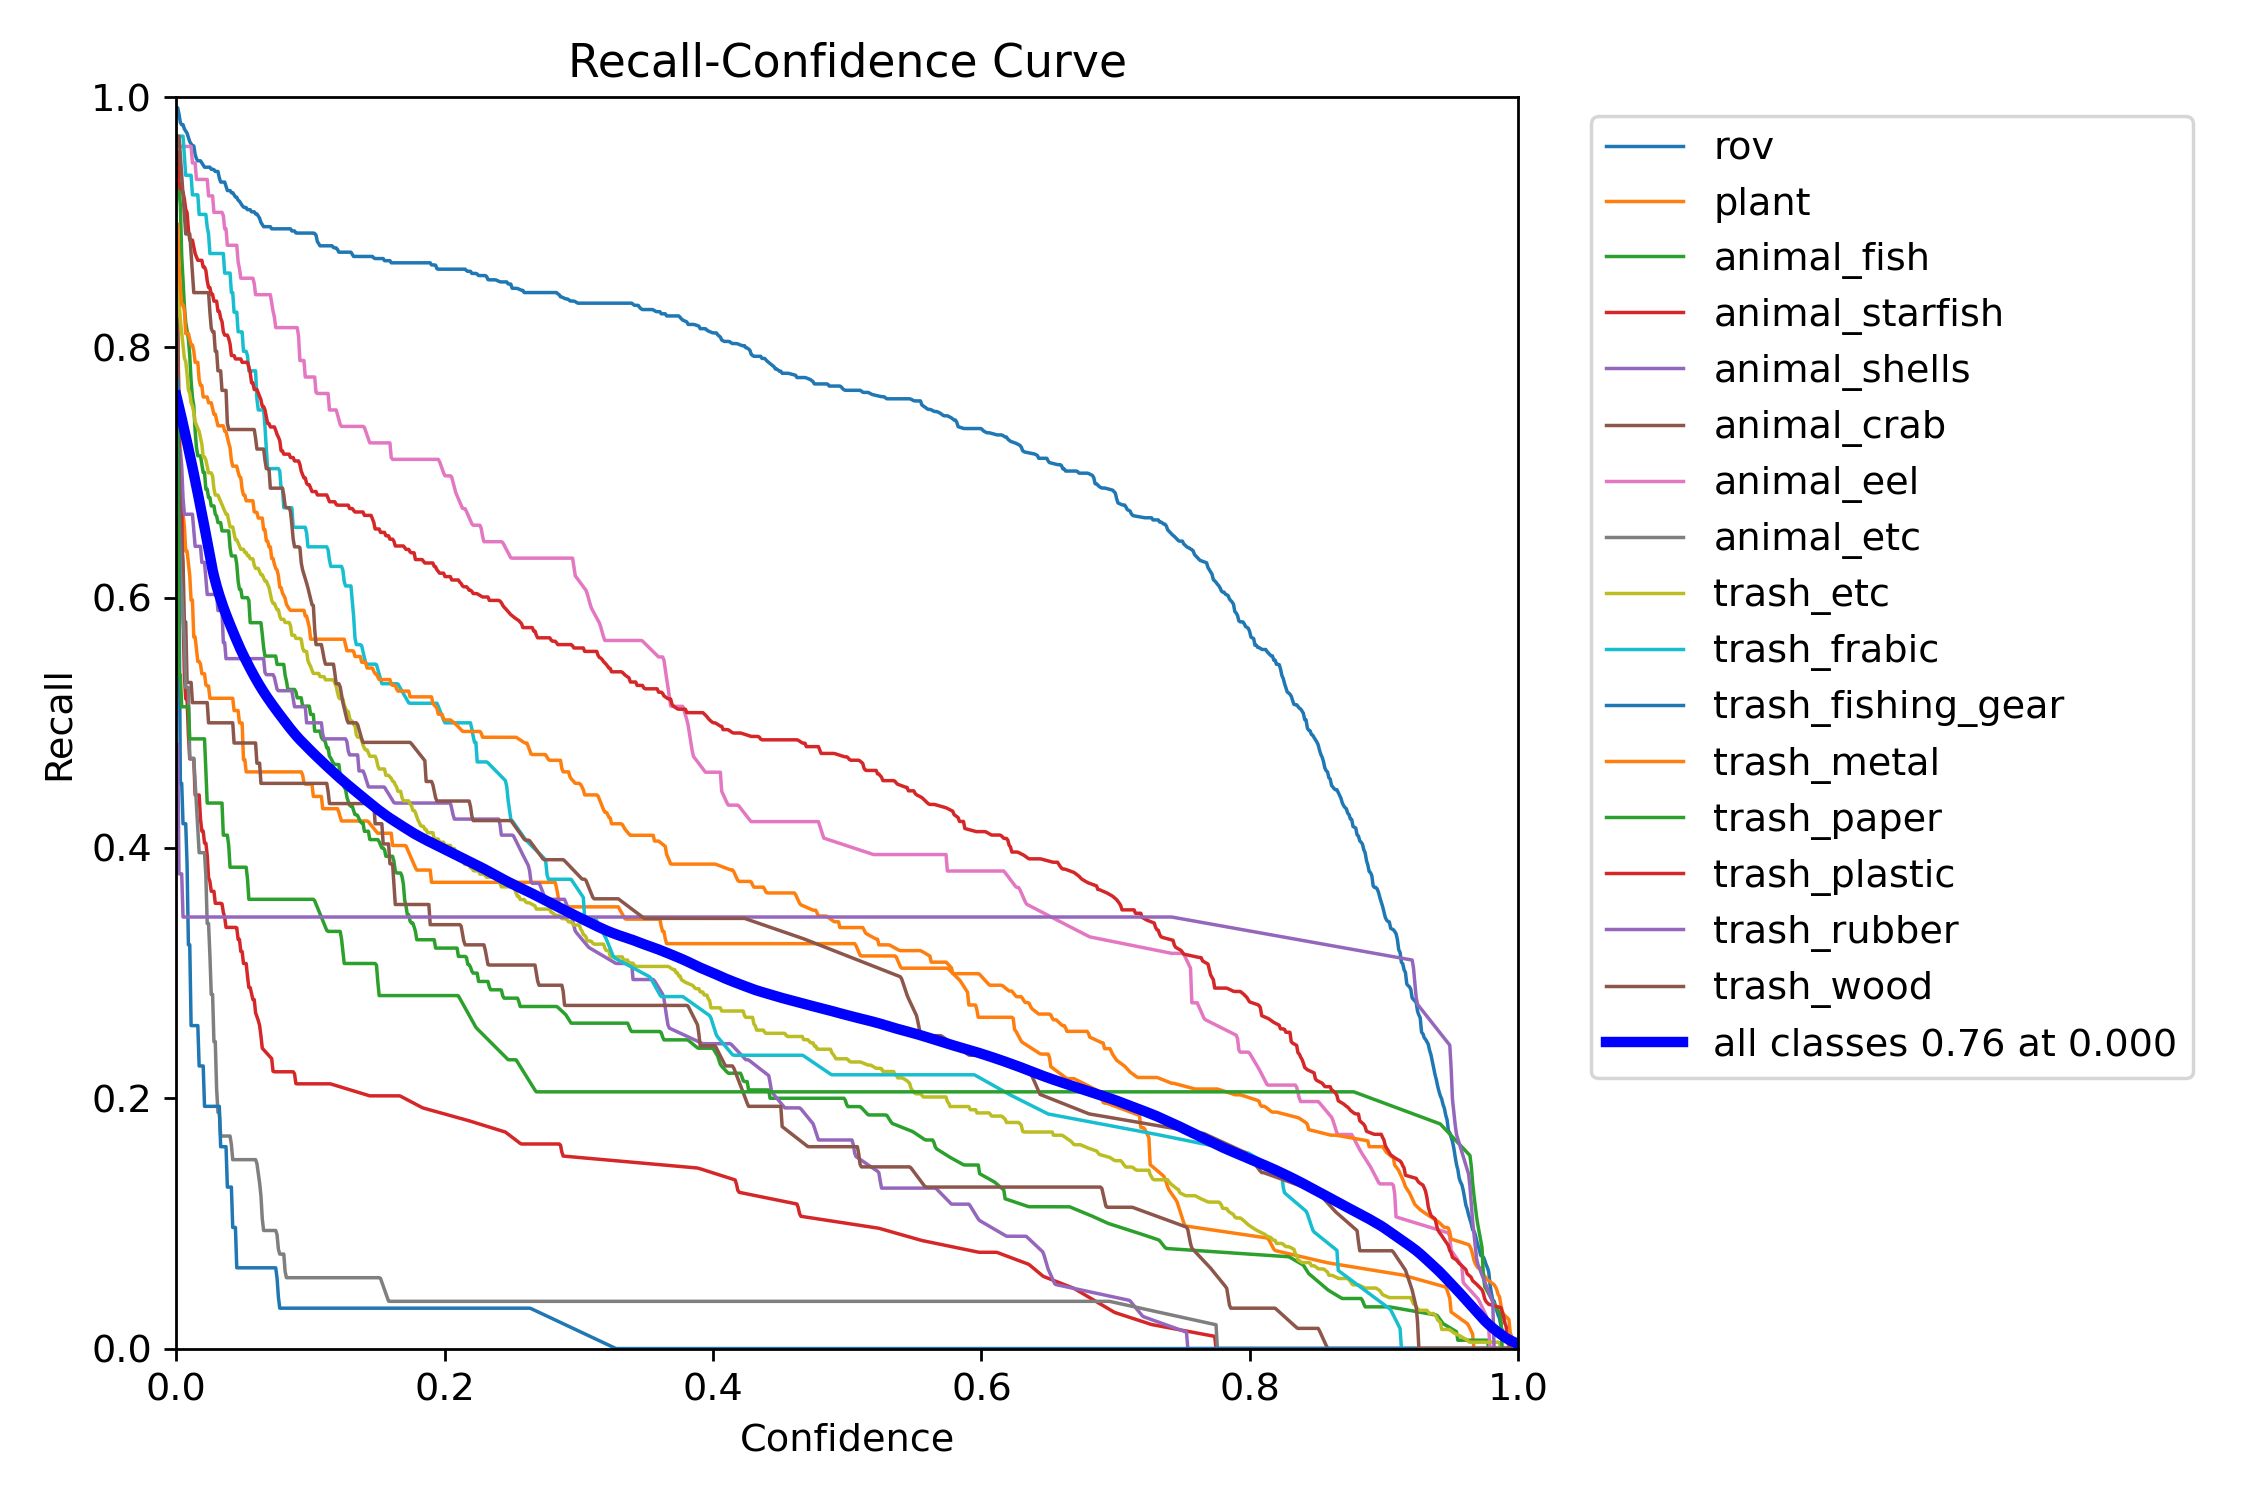 Recall-Confidence Curve
1.0
0.8
0.6
0.4
0.2
0.0
Recall
0.0 0.2 0.4 0.6 0.8 1.0
Confidence
rov
plant
animal_fish
animal_starfish
animal_shells
animal_crab
animal_eel
animal_etc
trash_etc
trash_frabic
trash_fishing_gear
trash_metal
trash_paper
trash_plastic
trash_rubber
trash_wood
all classes 0.76 at 0.000